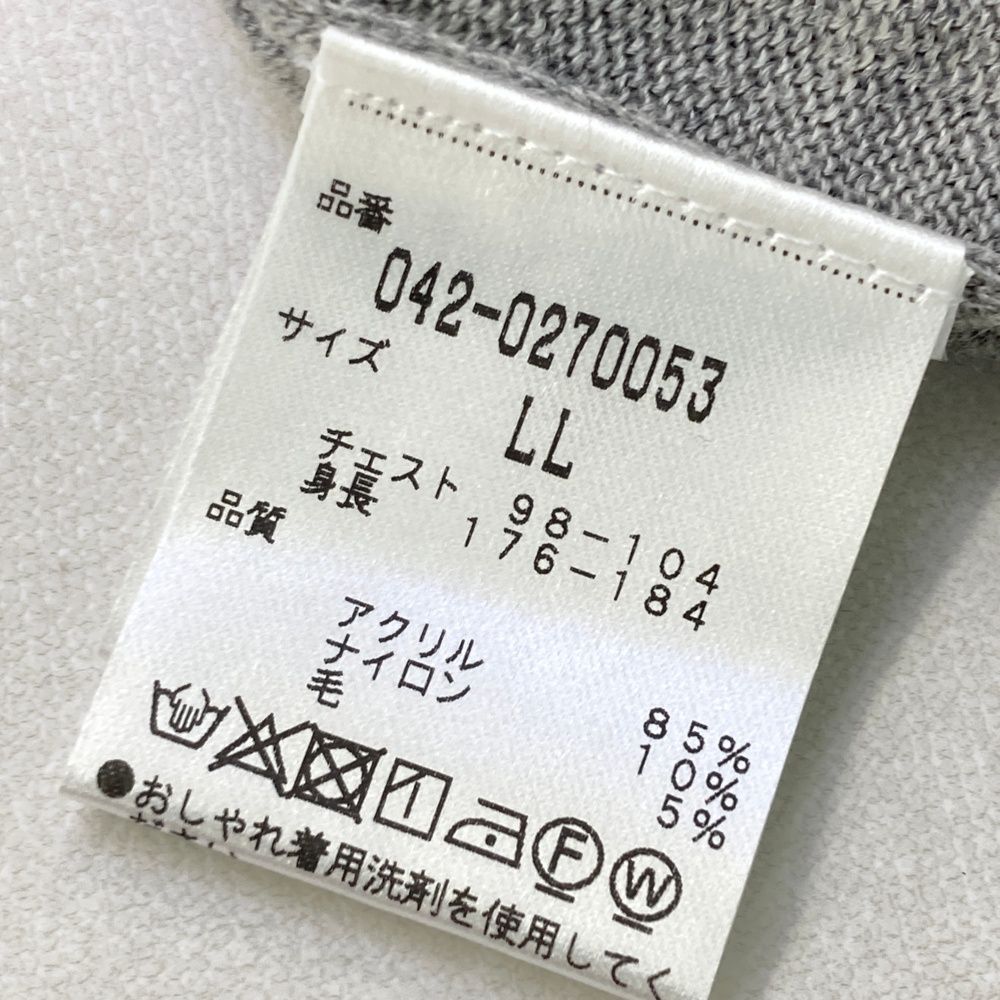 品番
042-0270053
サイズ
LL
チェスト 98-104
身長 176-184
品質
アクリル 85%
ナイロン 10%
毛 5%
F W
●おしゃれ着用洗剤を使用してく